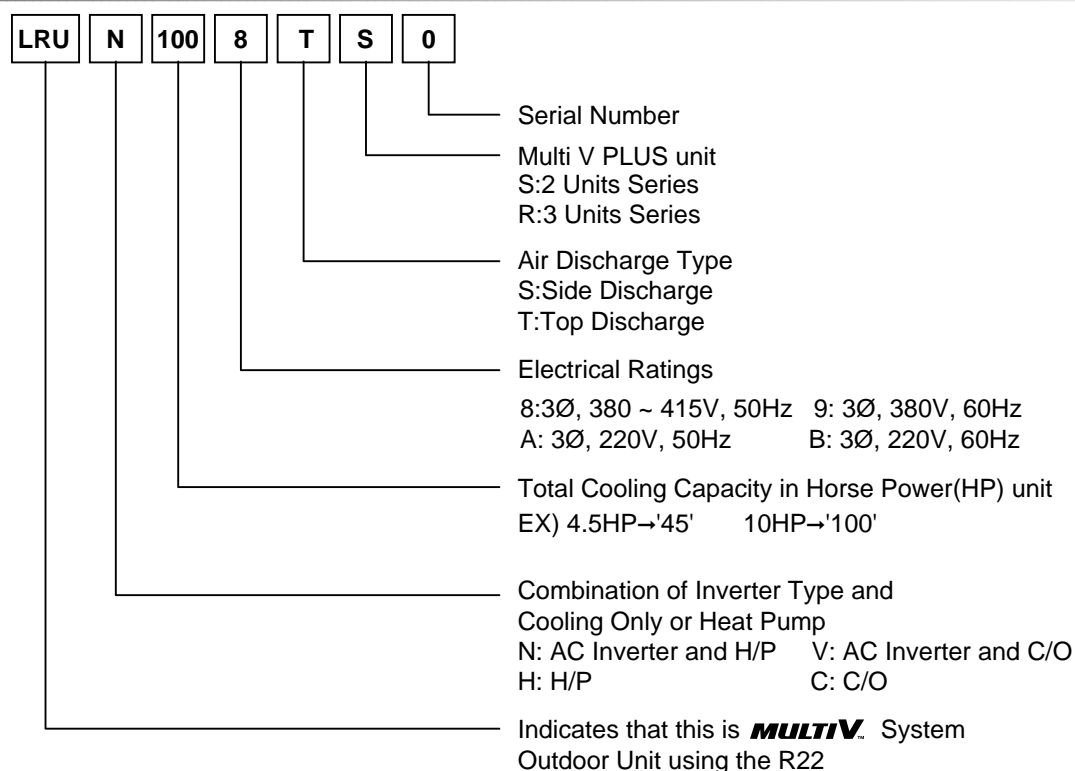 LRU N 100 8 T S 0
Serial Number
Multi V PLUS unit
S:2 Units Series
R:3 Units Series
Air Discharge Type
S:Side Discharge
T:Top Discharge
Electrical Ratings
8:3Ø, 380 ~ 415V, 50Hz 9: 3Ø, 380V, 60Hz
A: 3Ø, 220V, 50Hz B: 3Ø, 220V, 60Hz
Total Cooling Capacity in Horse Power(HP) unit
EX) 4.5HP→'45' 10HP→'100'
Combination of Inverter Type and
Cooling Only or Heat Pump
N: AC Inverter and H/P V: AC Inverter and C/O
H: H/P C: C/O
Indicates that this is MULTI V™ System
Outdoor Unit using the R22